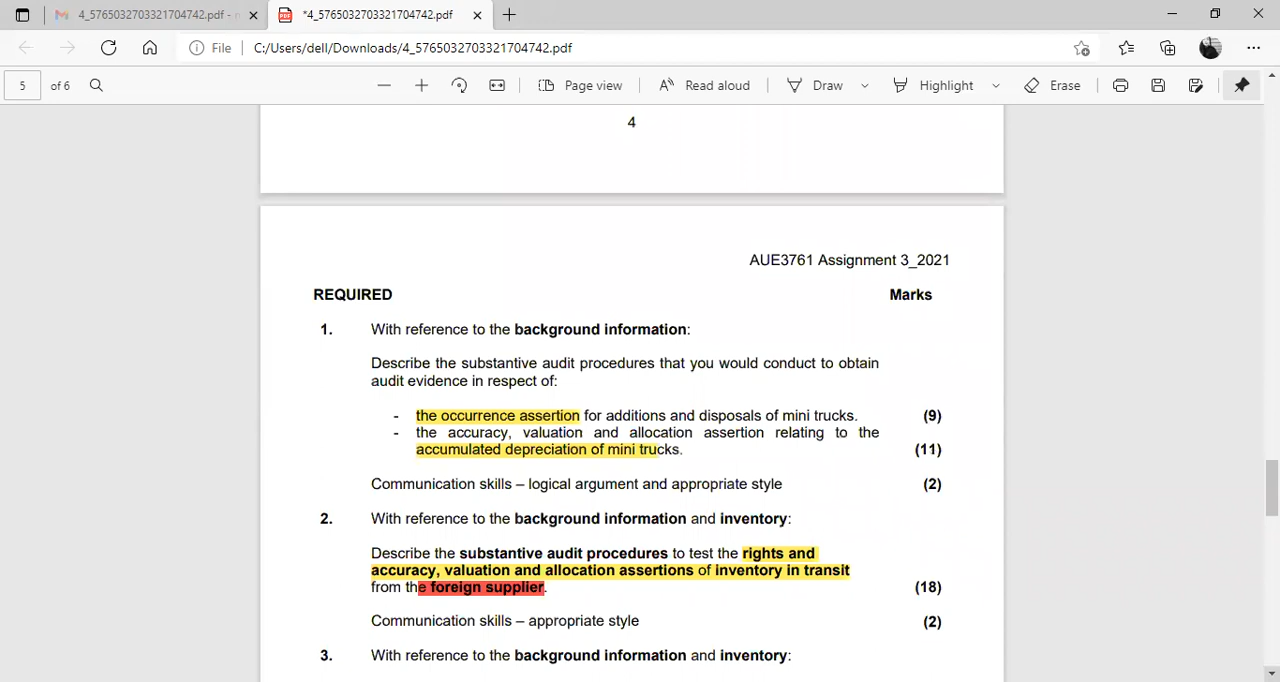 4_5765032703321704742.pdf -
*4_5765032703321704742.pdf
File
C:/Users/dell/Downloads/4_5765032703321704742.pdf
5 of 6
Page view
Read aloud
Draw
Highlight
Erase
4
AUE3761 Assignment 3_2021
REQUIRED Marks
1. With reference to the background information:
Describe the substantive audit procedures that you would conduct to obtain
audit evidence in respect of:
- the occurrence assertion for additions and disposals of mini trucks. (9)
- the accuracy, valuation and allocation assertion relating to the
accumulated depreciation of mini trucks. (11)
Communication skills – logical argument and appropriate style (2)
2. With reference to the background information and inventory:
Describe the substantive audit procedures to test the rights and
accuracy, valuation and allocation assertions of inventory in transit
from the foreign supplier. (18)
Communication skills – appropriate style (2)
3. With reference to the background information and inventory: